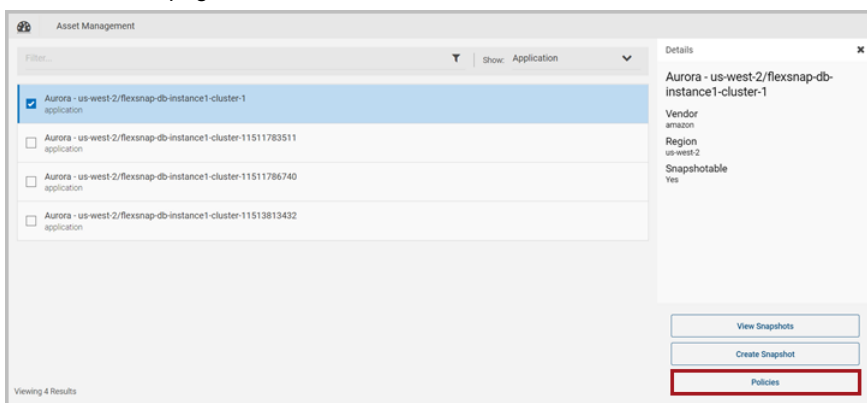 Asset Management
Filter...
Show: Application
Aurora - us-west-2/flexsnap-db-instance1-cluster-1
application
Aurora - us-west-2/flexsnap-db-instance1-cluster-11511783511
application
Aurora - us-west-2/flexsnap-db-instance1-cluster-11511786740
application
Aurora - us-west-2/flexsnap-db-instance1-cluster-11513813432
application
Viewing 4 Results
Details
Aurora - us-west-2/flexsnap-db-
instance1-cluster-1
Vendor
amazon
Region
us-west-2
Snapshotable
Yes
View Snapshots
Create Snapshot
Policies